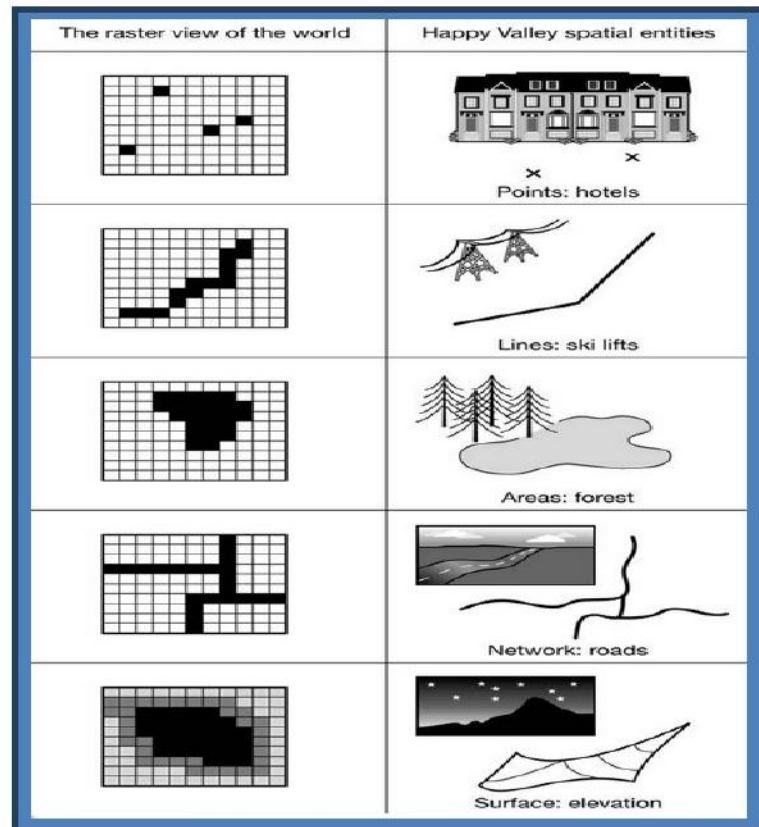 The raster view of the world
Happy Valley spatial entities
Points: hotels
Lines: ski lifts
Areas: forest
Network: roads
Surface: elevation